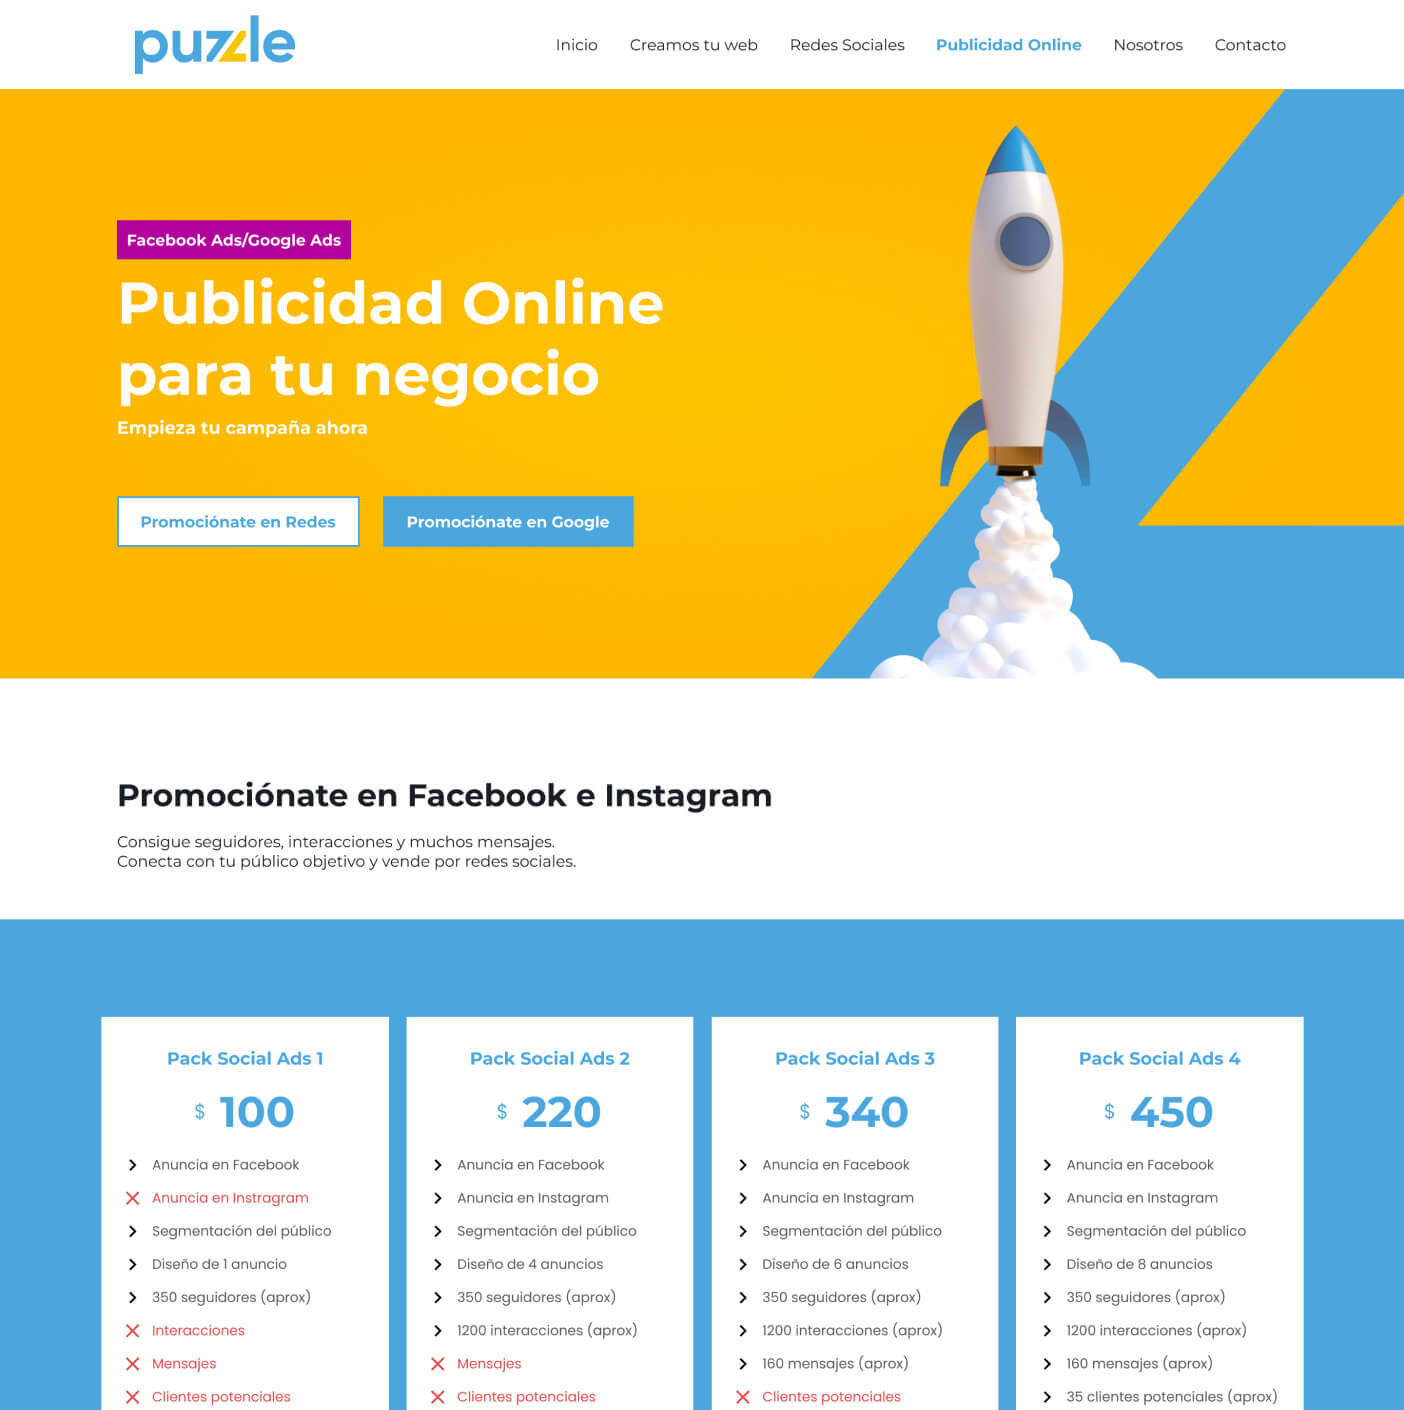 puzzle
Inicio Creamos tu web Redes Sociales Publicidad Online Nosotros Contacto
Facebook Ads/Google Ads
Publicidad Online
para tu negocio
Empieza tu campaña ahora
Promociónate en Redes
Promociónate en Google
Promociónate en Facebook e Instagram
Consigue seguidores, interacciones y muchos mensajes.
Conecta con tu público objetivo y vende por redes sociales.
Pack Social Ads 1
$ 100
Anuncia en Facebook
Anuncia en Instragram
Segmentación del público
Diseño de 1 anuncio
350 seguidores (aprox)
Interacciones
Mensajes
Clientes potenciales
Pack Social Ads 2
$ 220
Anuncia en Facebook
Anuncia en Instagram
Segmentación del público
Diseño de 4 anuncios
350 seguidores (aprox)
1200 interacciones (aprox)
Mensajes
Clientes potenciales
Pack Social Ads 3
$ 340
Anuncia en Facebook
Anuncia en Instagram
Segmentación del público
Diseño de 6 anuncios
350 seguidores (aprox)
1200 interacciones (aprox)
160 mensajes (aprox)
Clientes potenciales
Pack Social Ads 4
$ 450
Anuncia en Facebook
Anuncia en Instagram
Segmentación del público
Diseño de 8 anuncios
350 seguidores (aprox)
1200 interacciones (aprox)
160 mensajes (aprox)
35 clientes potenciales (aprox)